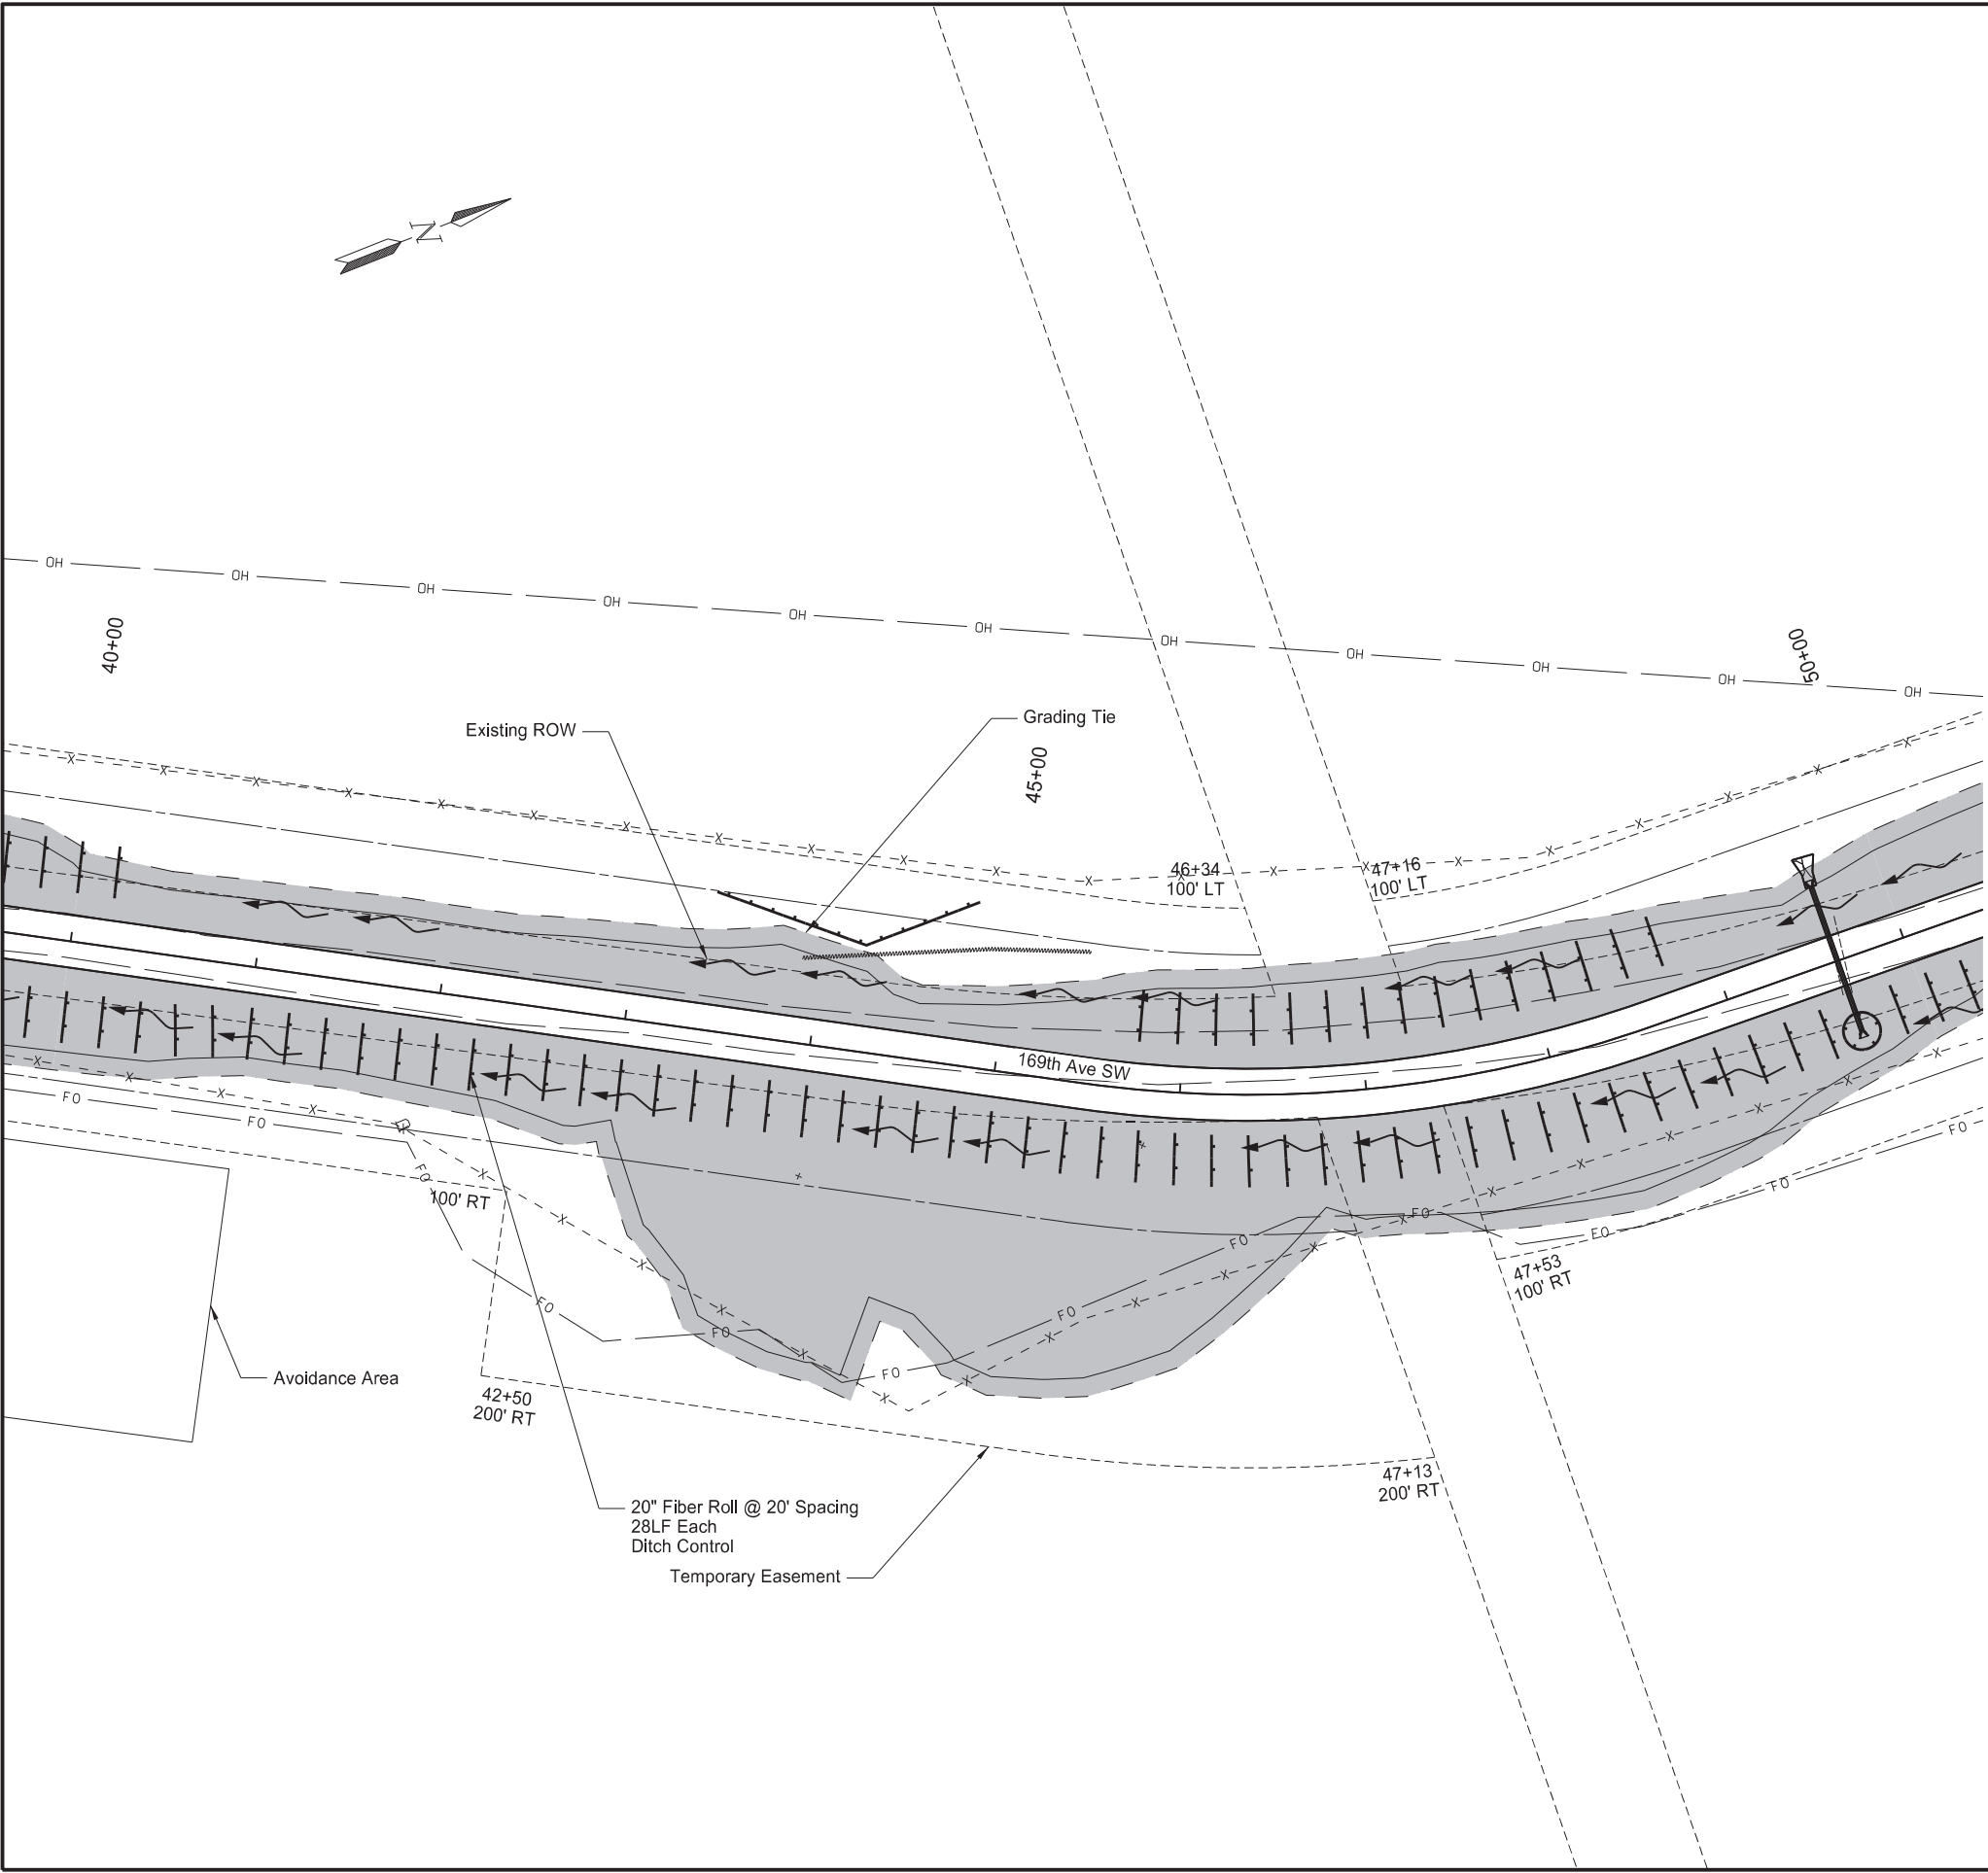 N
OH OH OH OH OH OH OH OH OH OH OH
40+00
50+00
Existing ROW
Grading Tie
45+00
46+34
100' LT
47+16
100' LT
169th Ave SW
100' RT
FO FO FO FO FO FO FO FO FO FO FO FO
47+53
100' RT
Avoidance Area
42+50
200' RT
47+13
200' RT
20" Fiber Roll @ 20' Spacing
28LF Each
Ditch Control
Temporary Easement